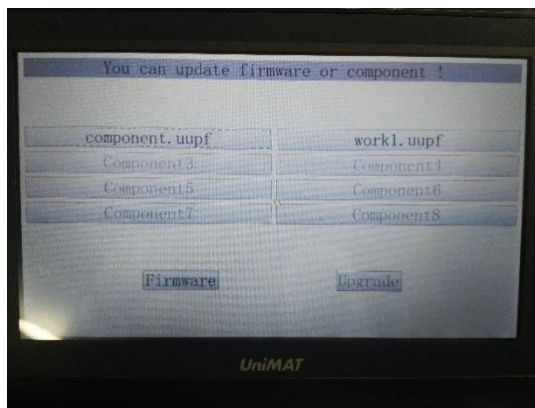 You can update firmware or component !
component.uupf
work1.uupf
Component3
Component4
Component5
Component6
Component7
Component8
Firmware
Upgrade
UniMAT